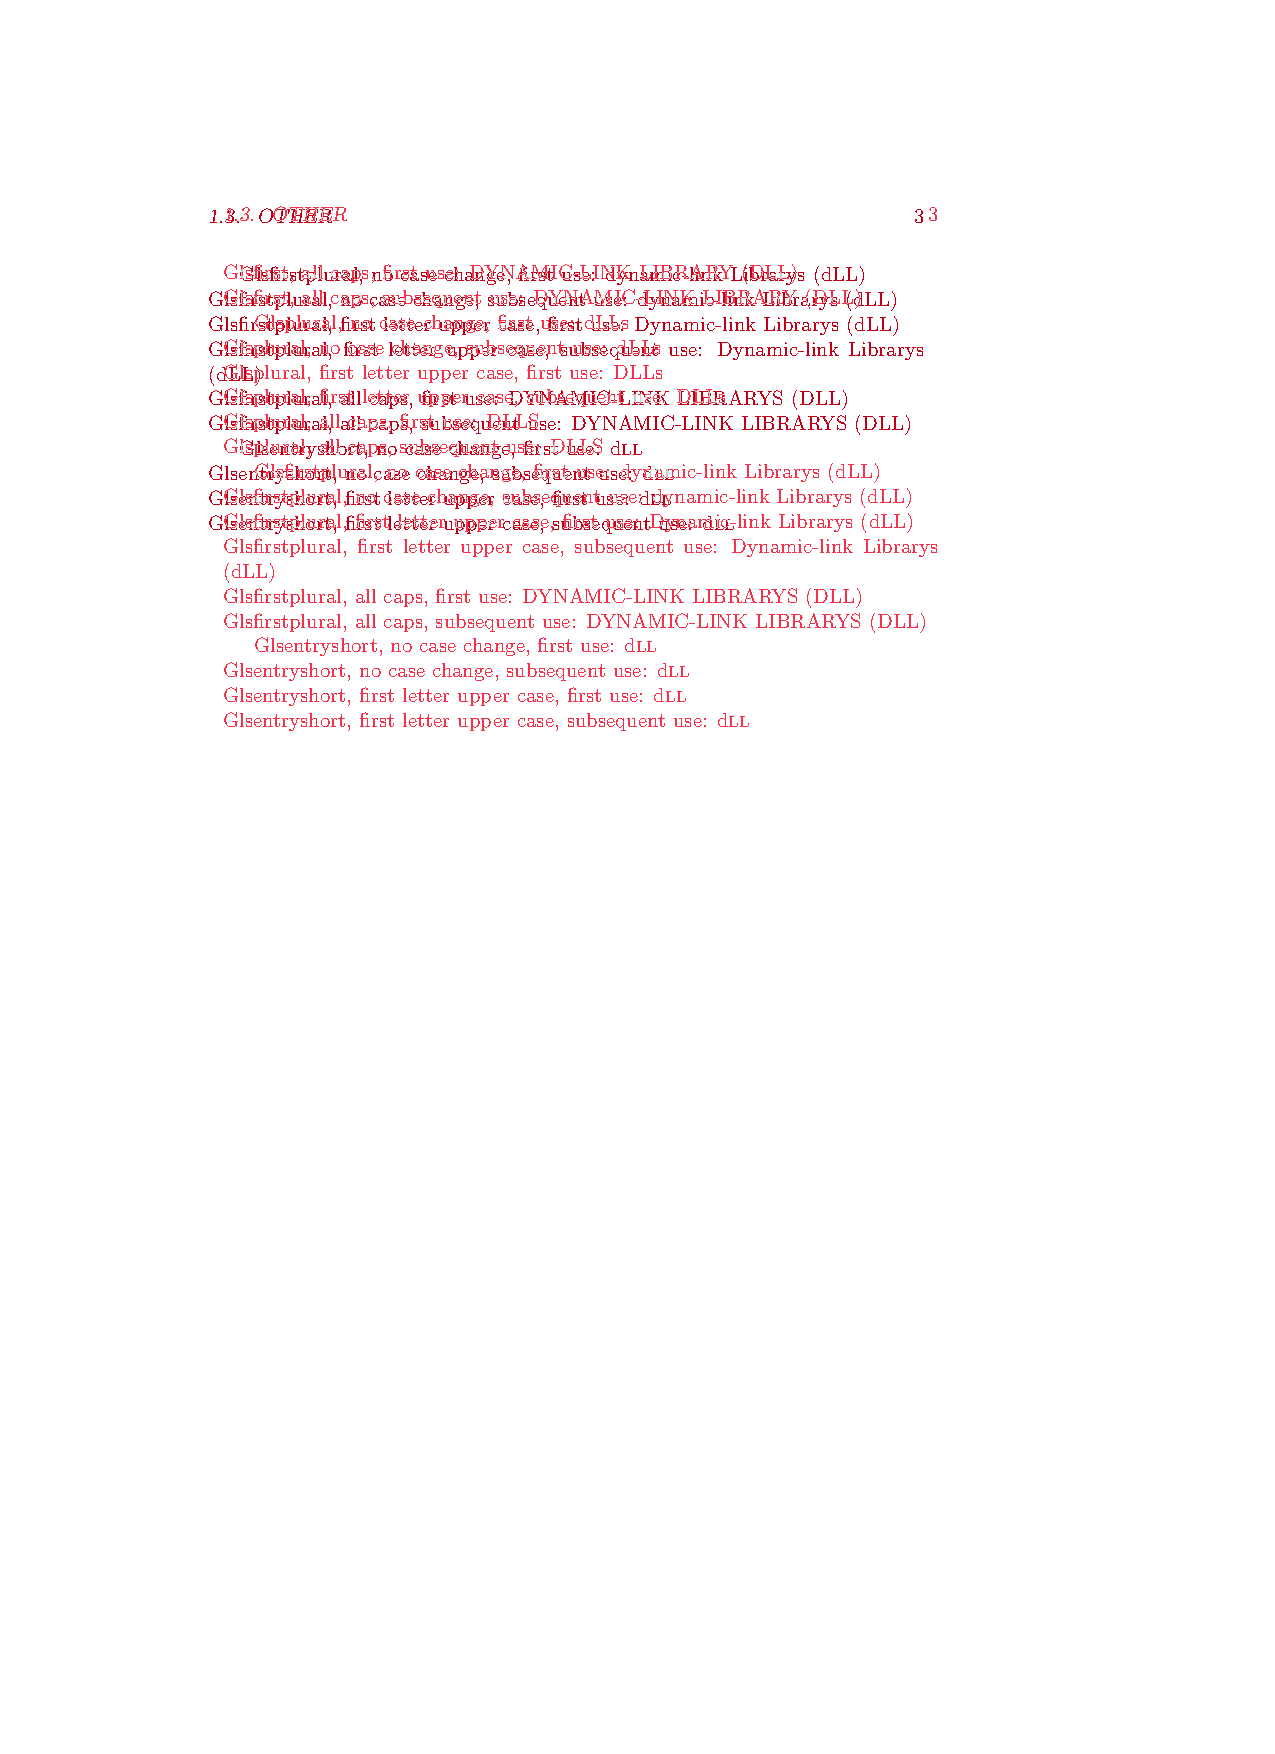 1.3. OTHER 3
1.3. OTHER 3
Glsfirst, all caps, first use: DYNAMIC-LINK LIBRARY (DLL)
Glsfirstplural, no case change, first use: dynamic-link Librarys (dLL)
Glsfirst, all caps, subsequent use: DYNAMIC-LINK LIBRARY (DLL)
Glsfirstplural, no case change, subsequent use: dynamic-link Librarys (dLL)
Glsplural, no case change, first use: dLLs
Glsfirstplural, first letter upper case, first use: Dynamic-link Librarys (dLL)
Glsplural, no case change, subsequent use: dLLs
Glsfirstplural, first letter upper case, subsequent use: Dynamic-link Librarys
(dLL)
Glsplural, first letter upper case, first use: DLLs
Glsplural, first letter upper case, subsequent use: DLLs
Glsfirstplural, all caps, first use: DYNAMIC-LINK LIBRARYS (DLL)
Glsplural, all caps, first use: DLLS
Glsfirstplural, all caps, subsequent use: DYNAMIC-LINK LIBRARYS (DLL)
Glsplural, all caps, subsequent use: DLLS
Glsentryshort, no case change, first use: dLL
Glsfirstplural, no case change, first use: dynamic-link Librarys (dLL)
Glsentryshort, no case change, subsequent use: dLL
Glsfirstplural, no case change, subsequent use: dynamic-link Librarys (dLL)
Glsentryshort, first letter upper case, first use: dLL
Glsfirstplural, first letter upper case, first use: Dynamic-link Librarys (dLL)
Glsentryshort, first letter upper case, subsequent use: dLL
Glsfirstplural, first letter upper case, subsequent use: Dynamic-link Librarys
(dLL)
Glsfirstplural, all caps, first use: DYNAMIC-LINK LIBRARYS (DLL)
Glsfirstplural, all caps, subsequent use: DYNAMIC-LINK LIBRARYS (DLL)
Glsentryshort, no case change, first use: dLL
Glsentryshort, no case change, subsequent use: dLL
Glsentryshort, first letter upper case, first use: dLL
Glsentryshort, first letter upper case, subsequent use: dLL